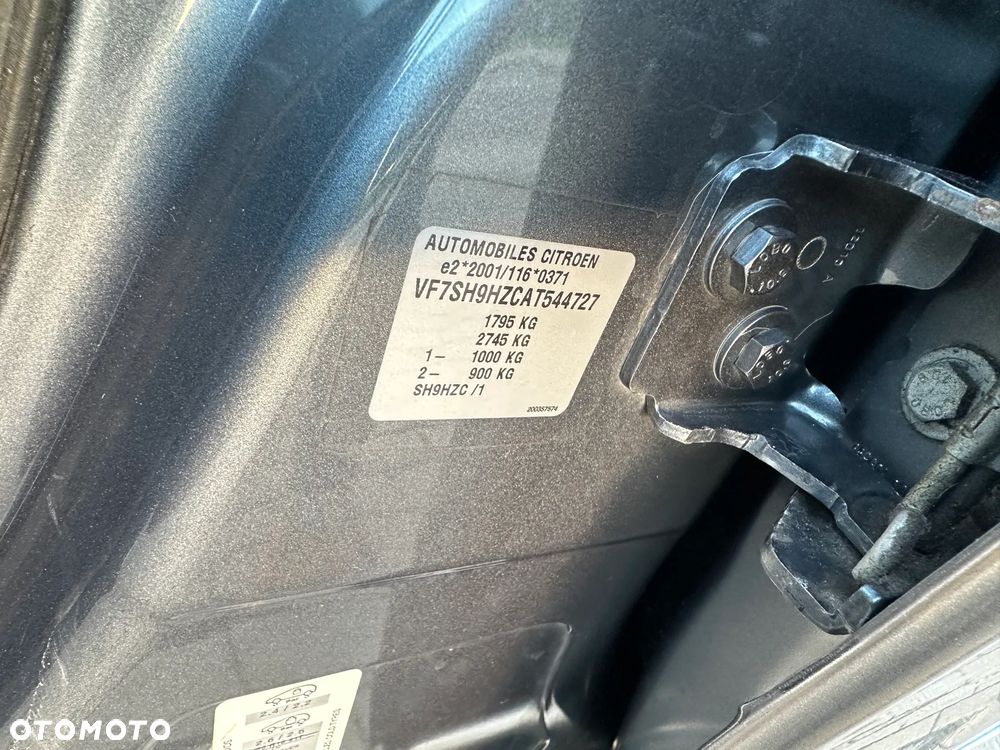 AUTOMOBILES CITROEN
e2*2001/116*0371
VF7SH9HZCAT544727
1795 KG
2745 KG
1- 1000 KG
2- 900 KG
SH9HZC /1
200357574
OTOMOTO